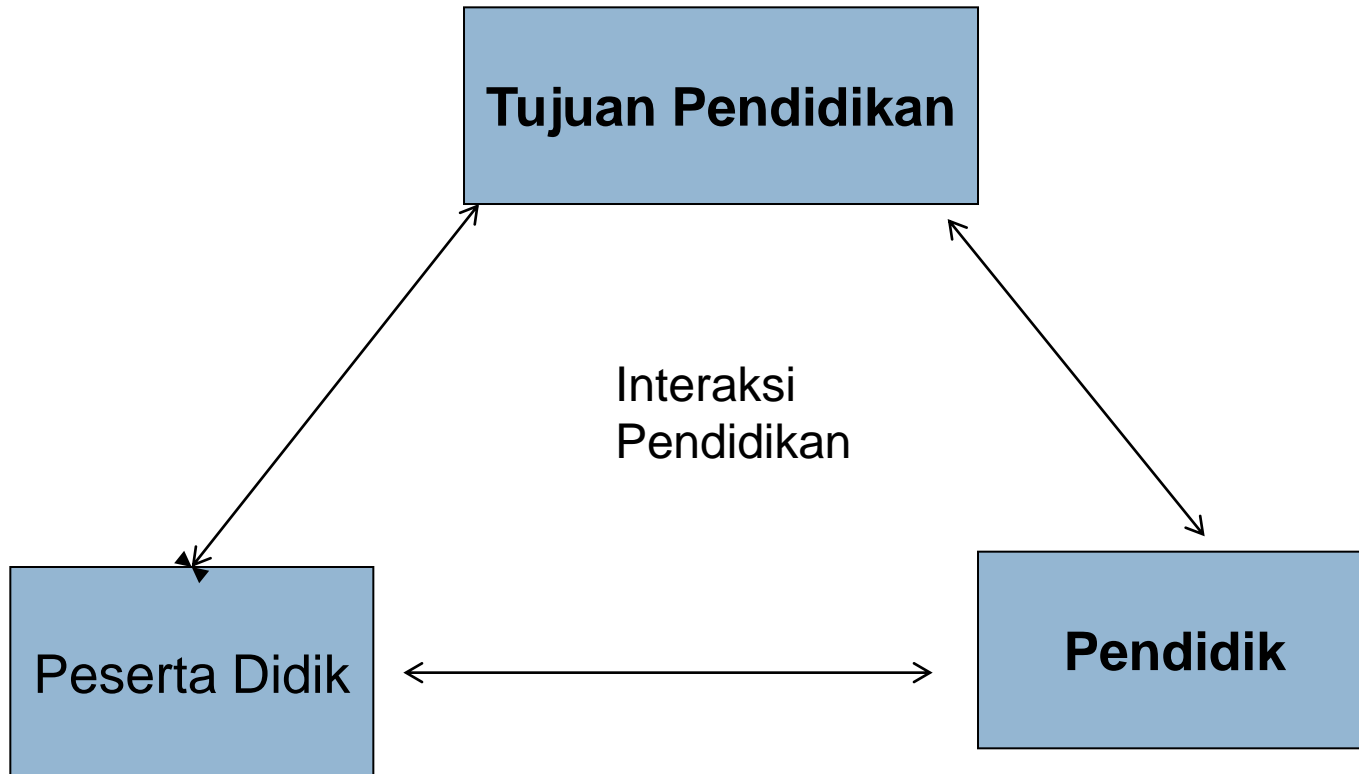 Tujuan Pendidikan
Interaksi
Pendidikan
Peserta Didik
Pendidik